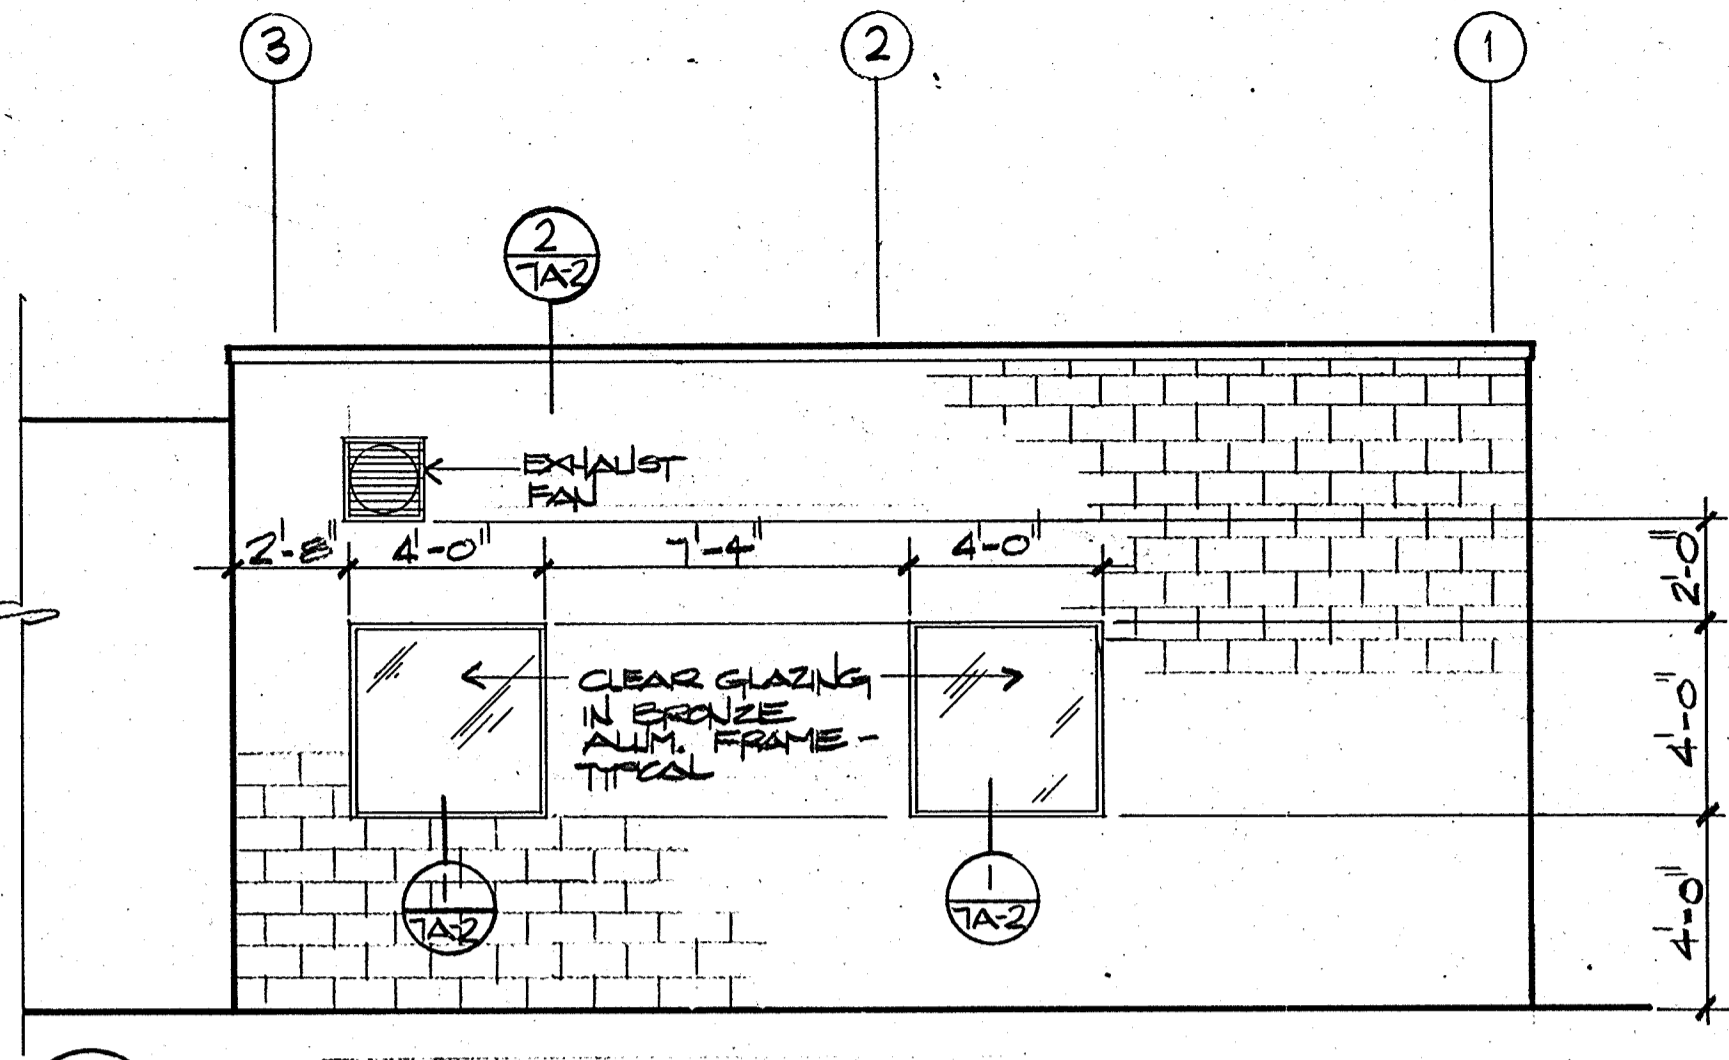 3
2
1
2
7A-2
EXHAUST
FAN
2'-8"
4'-0"
7'-4"
4'-0"
2'-0"
CLEAR GLAZING
IN BRONZE
ALUM. FRAME -
TYPICAL
4'-0"
1
7A-2
1
7A-2
4'-0"